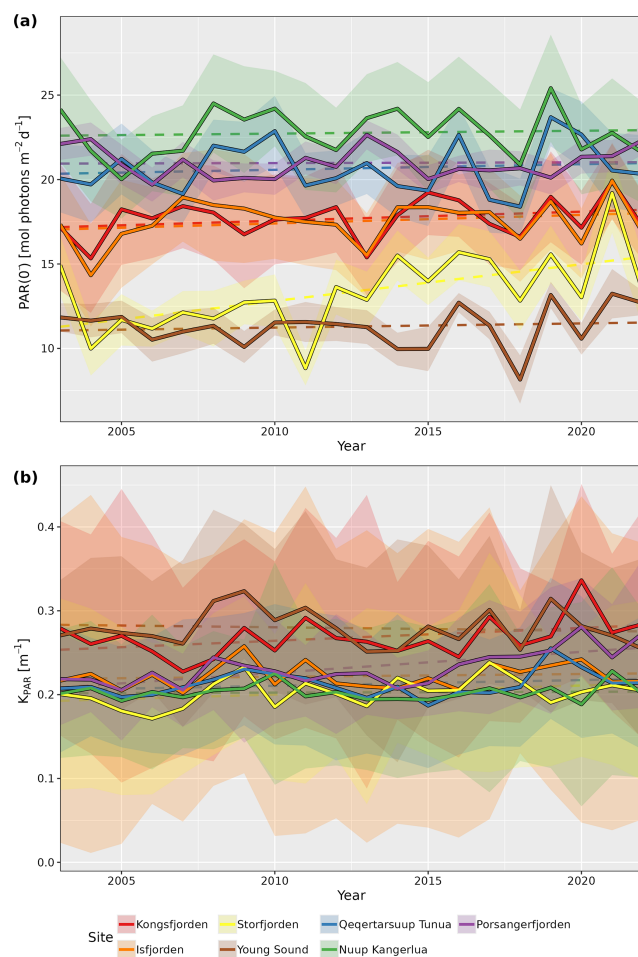 (a)
PAR(0⁻) [mol photons m⁻² d⁻¹]
25
20
15
10
2005 2010 2015 2020
Year
(b)
K_PAR [m⁻¹]
0.4
0.3
0.2
0.1
0.0
2005 2010 2015 2020
Year
Site
Kongsfjorden Storfjorden Qeqertarsuup Tunua Porsangerfjorden
Isfjorden Young Sound Nuup Kangerlua